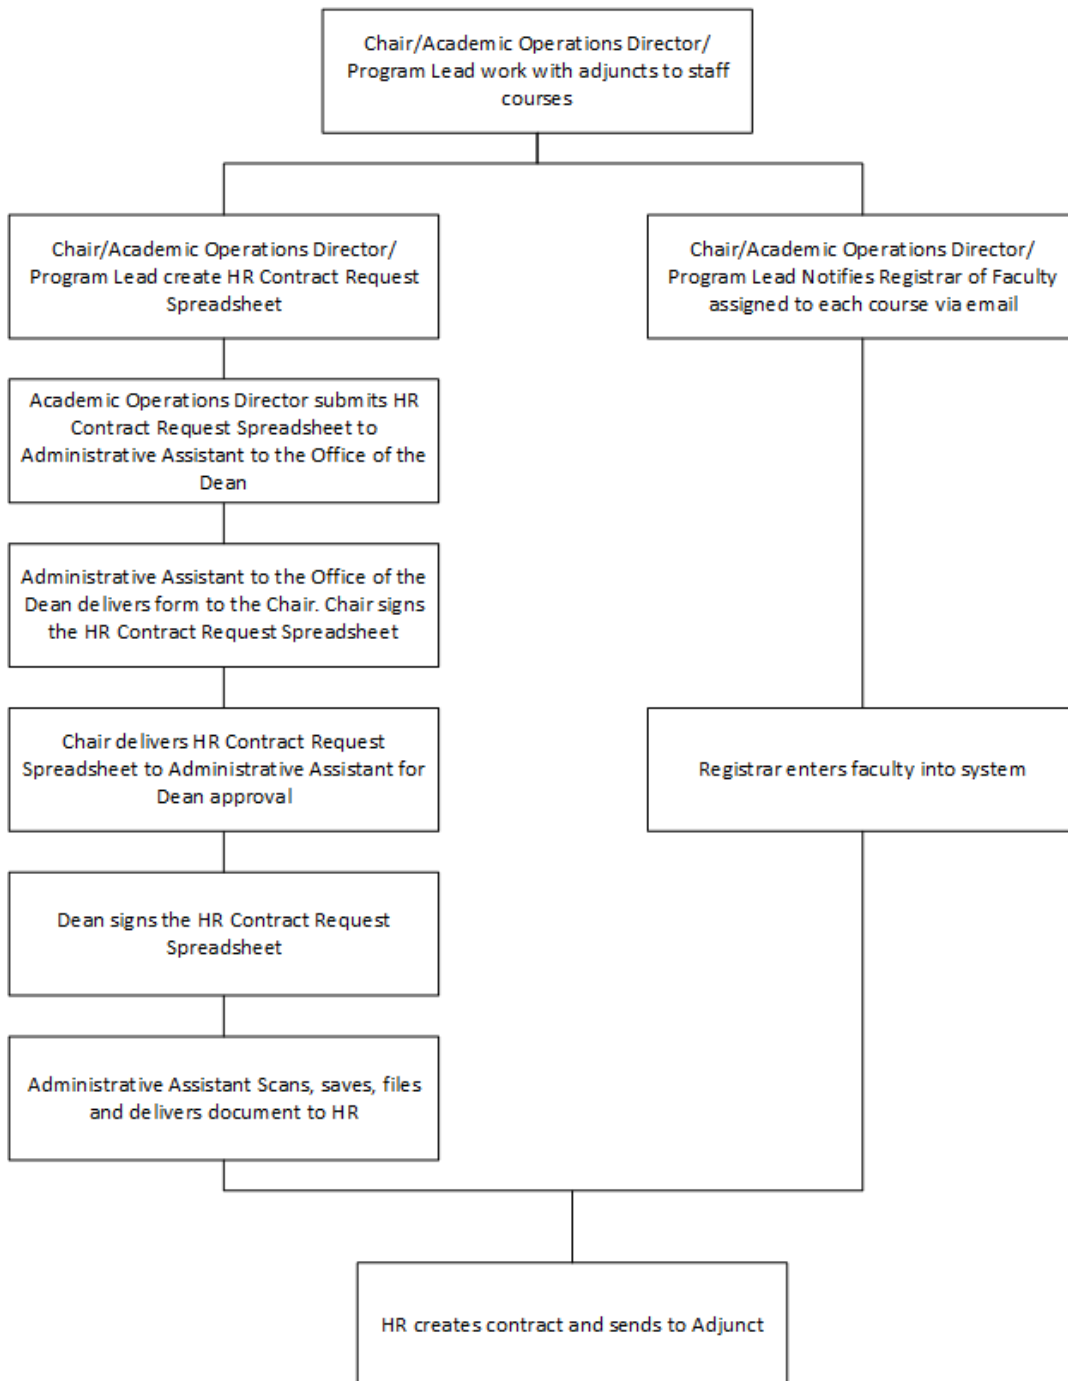 Chair/Academic Operations Director/
Program Lead work with adjuncts to staff
courses
Chair/Academic Operations Director/
Program Lead create HR Contract Request
Spreadsheet
Chair/Academic Operations Director/
Program Lead Notifies Registrar of Faculty
assigned to each course via email
Academic Operations Director submits HR
Contract Request Spreadsheet to
Administrative Assistant to the Office of the
Dean
Administrative Assistant to the Office of the
Dean delivers form to the Chair. Chair signs
the HR Contract Request Spreadsheet
Chair delivers HR Contract Request
Spreadsheet to Administrative Assistant for
Dean approval
Registrar enters faculty into system
Dean signs the HR Contract Request
Spreadsheet
Administrative Assistant Scans, saves, files
and delivers document to HR
HR creates contract and sends to Adjunct